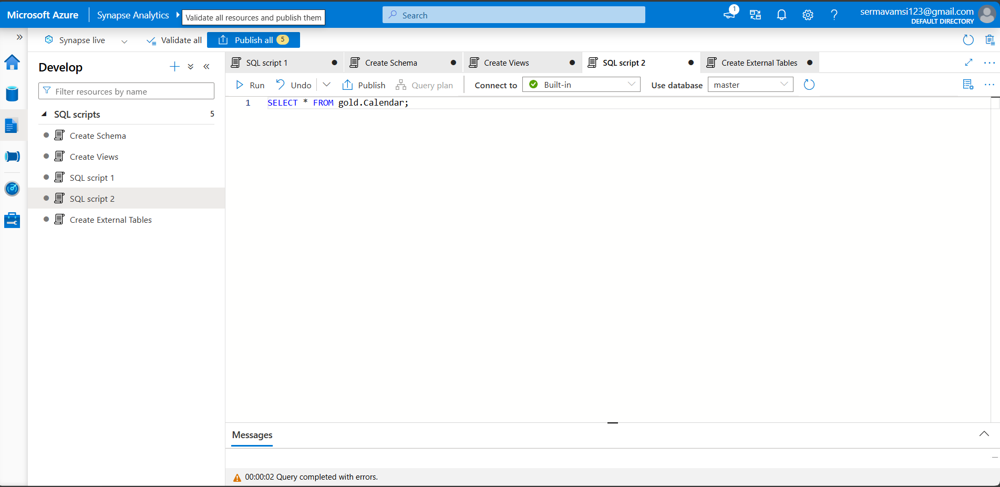 Microsoft Azure
Synapse Analytics
Validate all resources and publish them
Search
1
?
sermavamsi123@gmail.com
DEFAULT DIRECTORY
Synapse live
Validate all
Publish all 5
Develop
Filter resources by name
SQL scripts 5
Create Schema
Create Views
SQL script 1
SQL script 2
Create External Tables
SQL script 1
Create Schema
Create Views
SQL script 2
Create External Tables
Run
Undo
Publish
Query plan
Connect to
Built-in
Use database
master
1 SELECT * FROM gold.Calendar;
Messages
00:00:02 Query completed with errors.